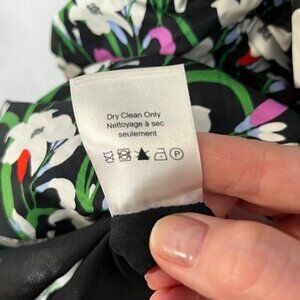 Dry Clean Only
Nettoyage à sec
seulement
P